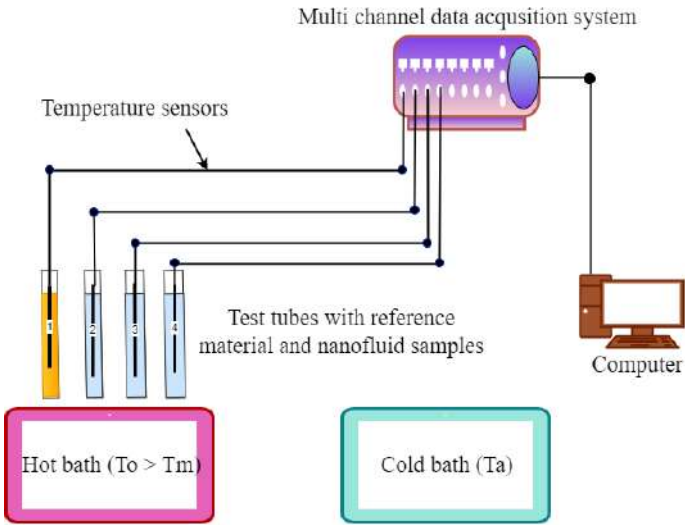 Multi channel data acqusition system
Temperature sensors
1
2
3
4
Test tubes with reference
material and nanofluid samples
Computer
Hot bath (To > Tm)
Cold bath (Ta)